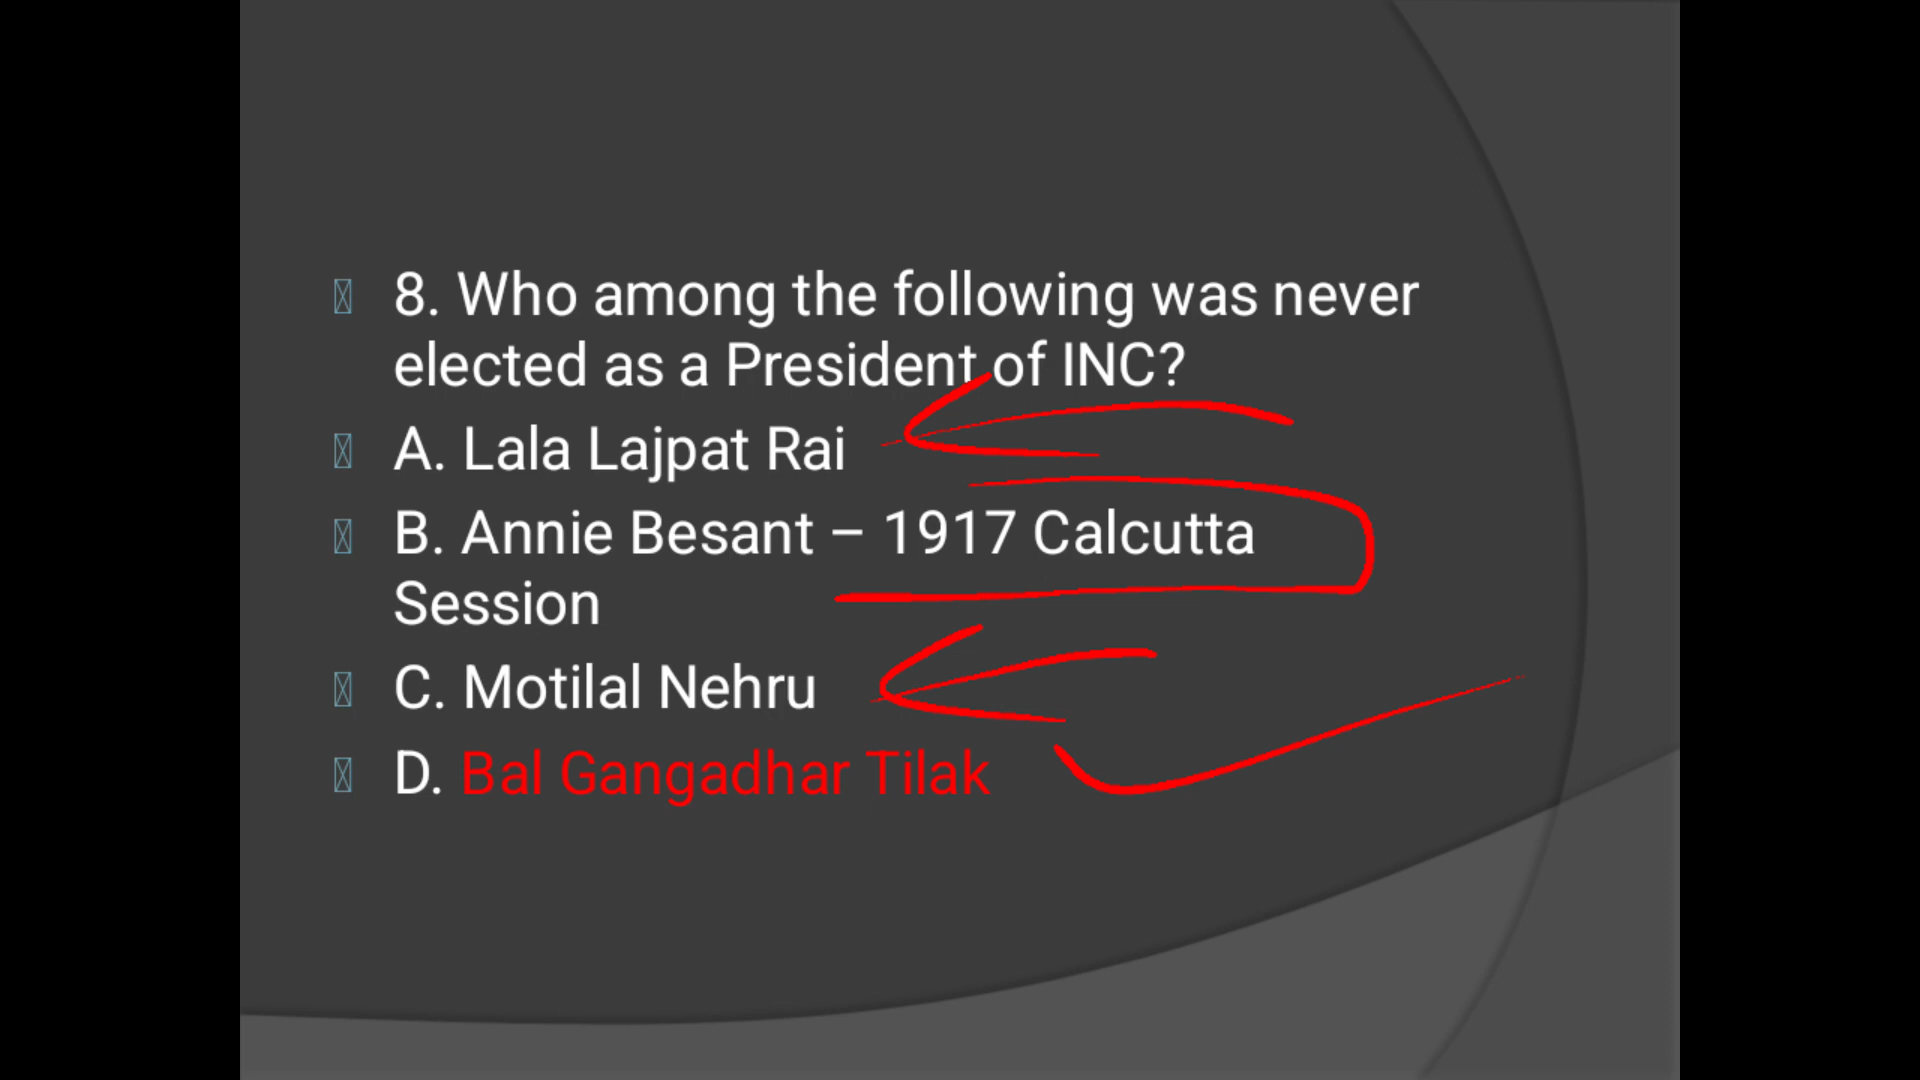 8. Who among the following was never
elected as a President of INC?
A. Lala Lajpat Rai
B. Annie Besant – 1917 Calcutta
Session
C. Motilal Nehru
D. Bal Gangadhar Tilak